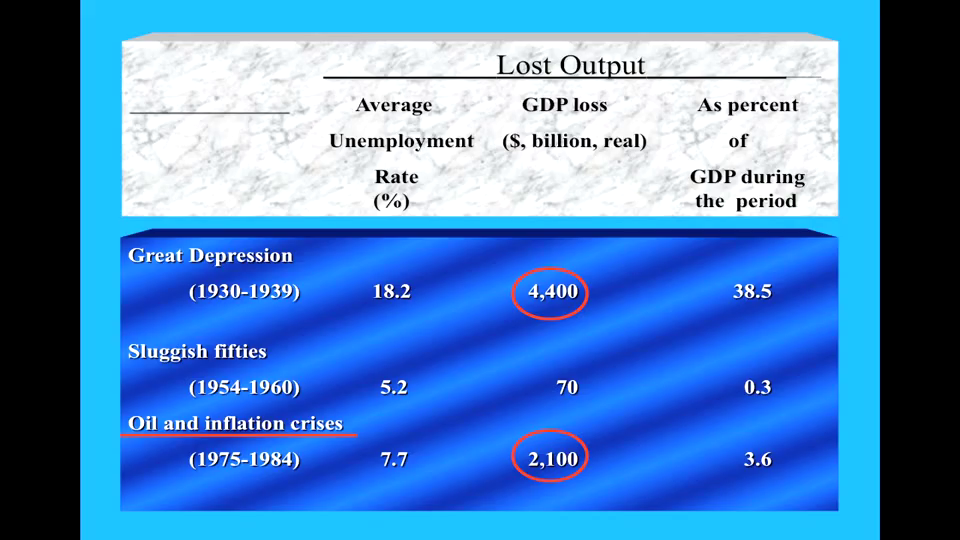 Lost Output
Average GDP loss As percent
Unemployment ($, billion, real) of
Rate GDP during
(%) the period
Great Depression
(1930-1939) 18.2 4,400 38.5
Sluggish fifties
(1954-1960) 5.2 70 0.3
Oil and inflation crises
(1975-1984) 7.7 2,100 3.6